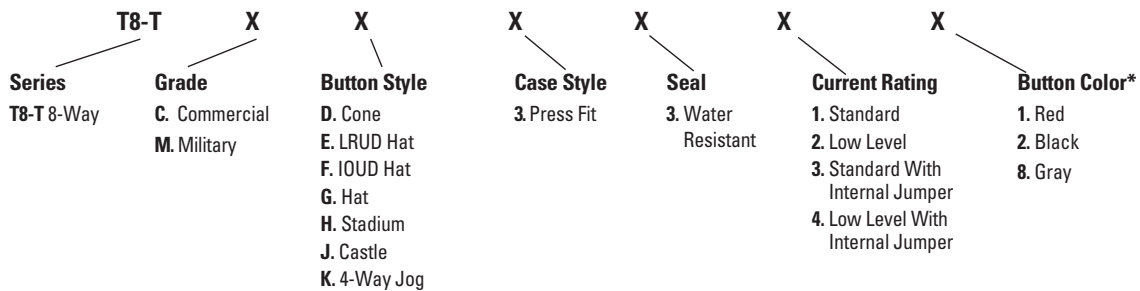 T8-T X X X X X X
Series
T8-T 8-Way
Grade
C. Commercial
M. Military
Button Style
D. Cone
E. LRUD Hat
F. IOUD Hat
G. Hat
H. Stadium
J. Castle
K. 4-Way Jog
Case Style
3. Press Fit
Seal
3. Water
Resistant
Current Rating
1. Standard
2. Low Level
3. Standard With
Internal Jumper
4. Low Level With
Internal Jumper
Button Color*
1. Red
2. Black
8. Gray